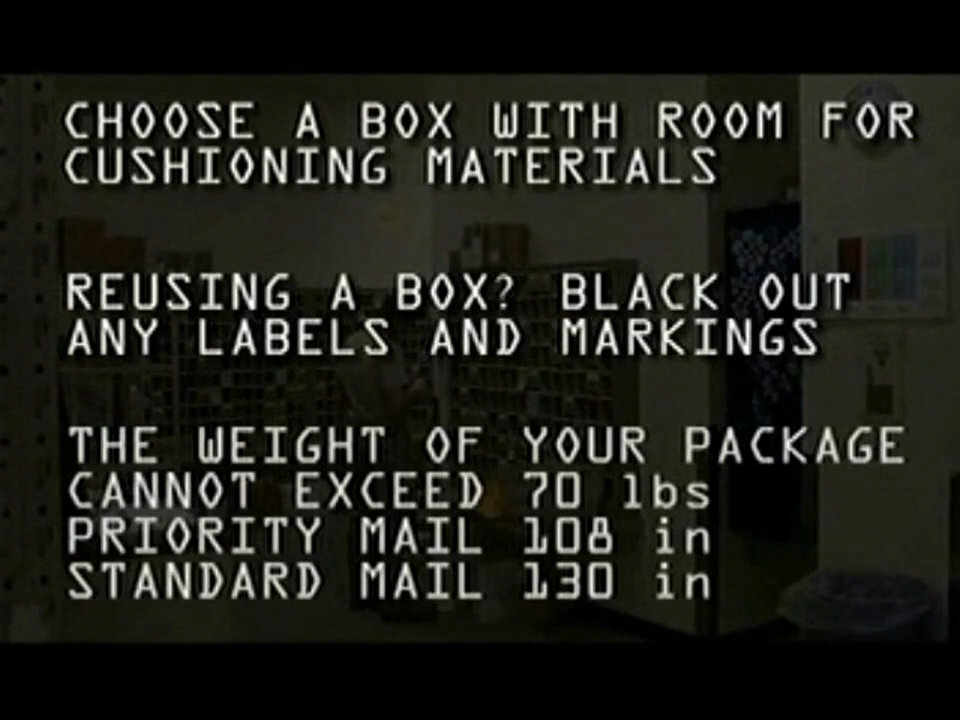 CHOOSE A BOX WITH ROOM FOR
CUSHIONING MATERIALS
REUSING A BOX? BLACK OUT
ANY LABELS AND MARKINGS
THE WEIGHT OF YOUR PACKAGE
CANNOT EXCEED 70 lbs
PRIORITY MAIL 108 in
STANDARD MAIL 130 in